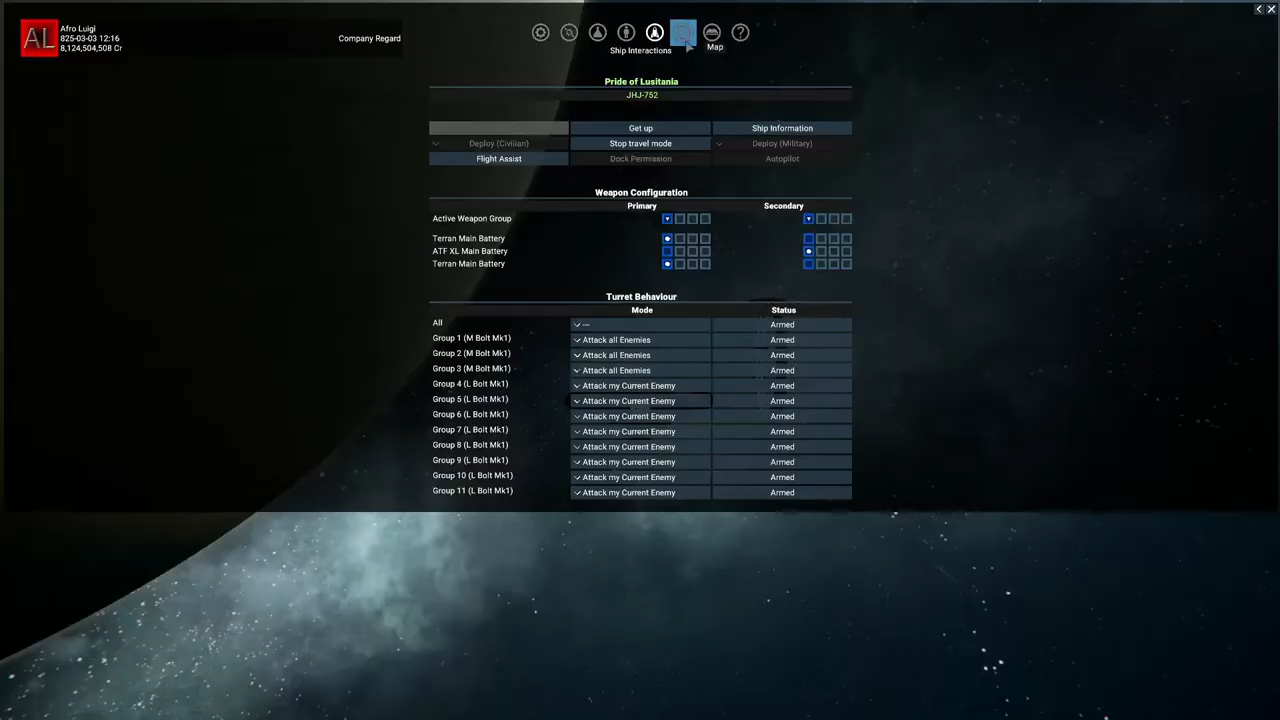 AL
Afro Luigi
825-03-03 12:16
8,124,504,508 Cr
Company Regard
Ship Interactions
Map
Pride of Lusitania
JHJ-752
Get up
Ship Information
Deploy (Civilian)
Stop travel mode
Deploy (Military)
Flight Assist
Dock Permission
Autopilot
Weapon Configuration
Primary Secondary
Active Weapon Group
Terran Main Battery
ATF XL Main Battery
Terran Main Battery
Turret Behaviour
Mode Status
All --- Armed
Group 1 (M Bolt Mk1) Attack all Enemies Armed
Group 2 (M Bolt Mk1) Attack all Enemies Armed
Group 3 (M Bolt Mk1) Attack all Enemies Armed
Group 4 (L Bolt Mk1) Attack my Current Enemy Armed
Group 5 (L Bolt Mk1) Attack my Current Enemy Armed
Group 6 (L Bolt Mk1) Attack my Current Enemy Armed
Group 7 (L Bolt Mk1) Attack my Current Enemy Armed
Group 8 (L Bolt Mk1) Attack my Current Enemy Armed
Group 9 (L Bolt Mk1) Attack my Current Enemy Armed
Group 10 (L Bolt Mk1) Attack my Current Enemy Armed
Group 11 (L Bolt Mk1) Attack my Current Enemy Armed